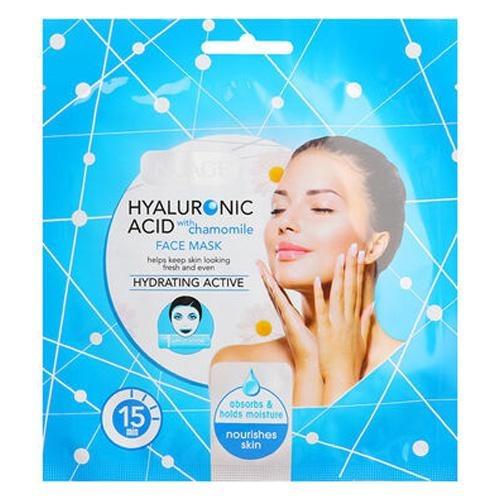 NUAGE
HYALURONIC
ACID with chamomile
FACE MASK
helps keep skin looking
fresh and even
HYDRATING ACTIVE
15
min
absorbs &
holds moisture
nourishes
skin